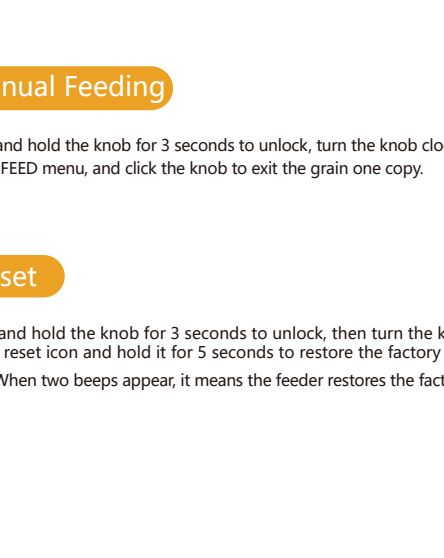 nual Feeding
and hold the knob for 3 seconds to unlock, turn the knob clo
FEED menu, and click the knob to exit the grain one copy.
set
and hold the knob for 3 seconds to unlock, then turn the k
reset icon and hold it for 5 seconds to restore the factory
When two beeps appear, it means the feeder restores the fact